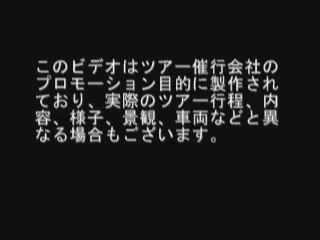 このビデオはツアー催行会社の
プロモーション目的に製作され
ており、実際のツアー行程、内
容、様子、景観、車両などと異
なる場合もございます。